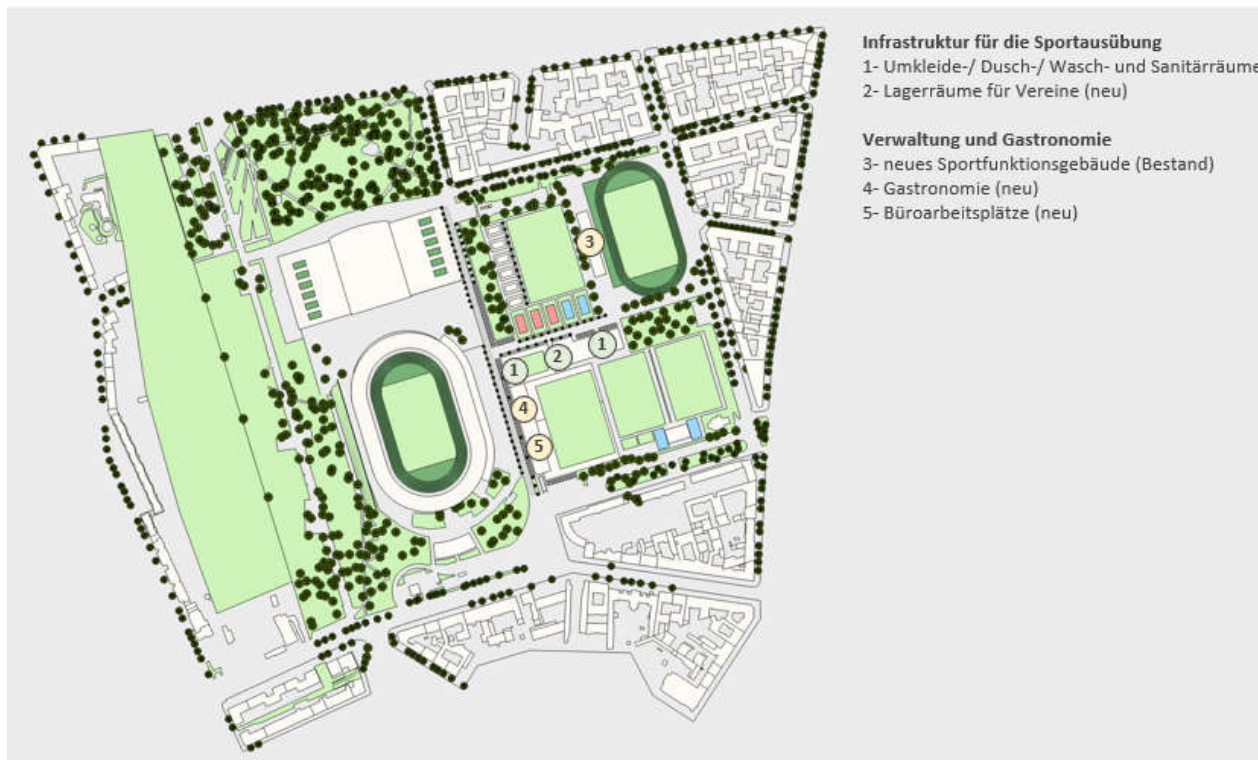 Infrastruktur für die Sportausübung
1- Umkleide-/ Dusch-/ Wasch- und Sanitärräume
2- Lagerräume für Vereine (neu)
Verwaltung und Gastronomie
3- neues Sportfunktionsgebäude (Bestand)
4- Gastronomie (neu)
5- Büroarbeitsplätze (neu)
3
1
2
1
4
5